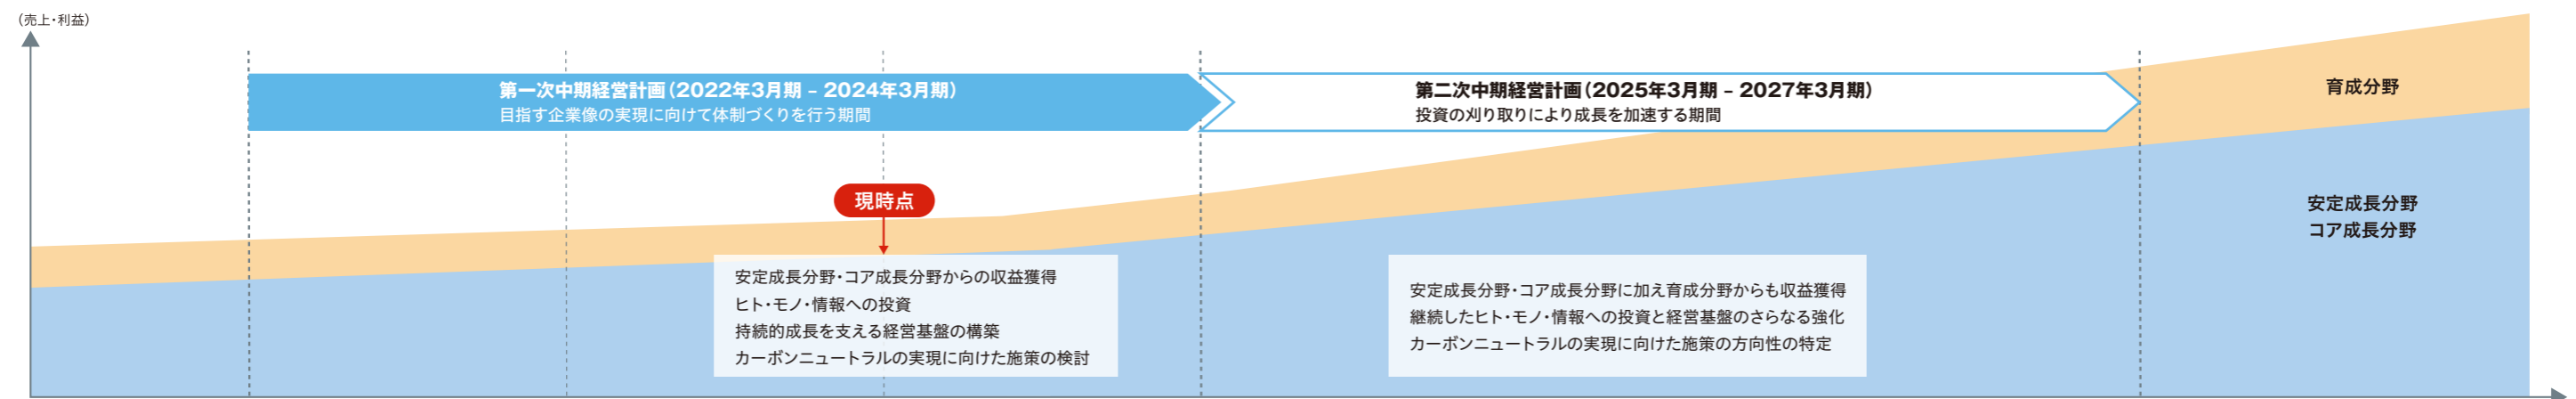 （売上・利益）
第一次中期経営計画（2022年3月期 – 2024年3月期）
目指す企業像の実現に向けて体制づくりを行う期間
第二次中期経営計画（2025年3月期 – 2027年3月期）
投資の刈り取りにより成長を加速する期間
育成分野
現時点
安定成長分野
コア成長分野
安定成長分野・コア成長分野からの収益獲得
ヒト・モノ・情報への投資
持続的成長を支える経営基盤の構築
カーボンニュートラルの実現に向けた施策の検討
安定成長分野・コア成長分野に加え育成分野からも収益獲得
継続したヒト・モノ・情報への投資と経営基盤のさらなる強化
カーボンニュートラルの実現に向けた施策の方向性の特定